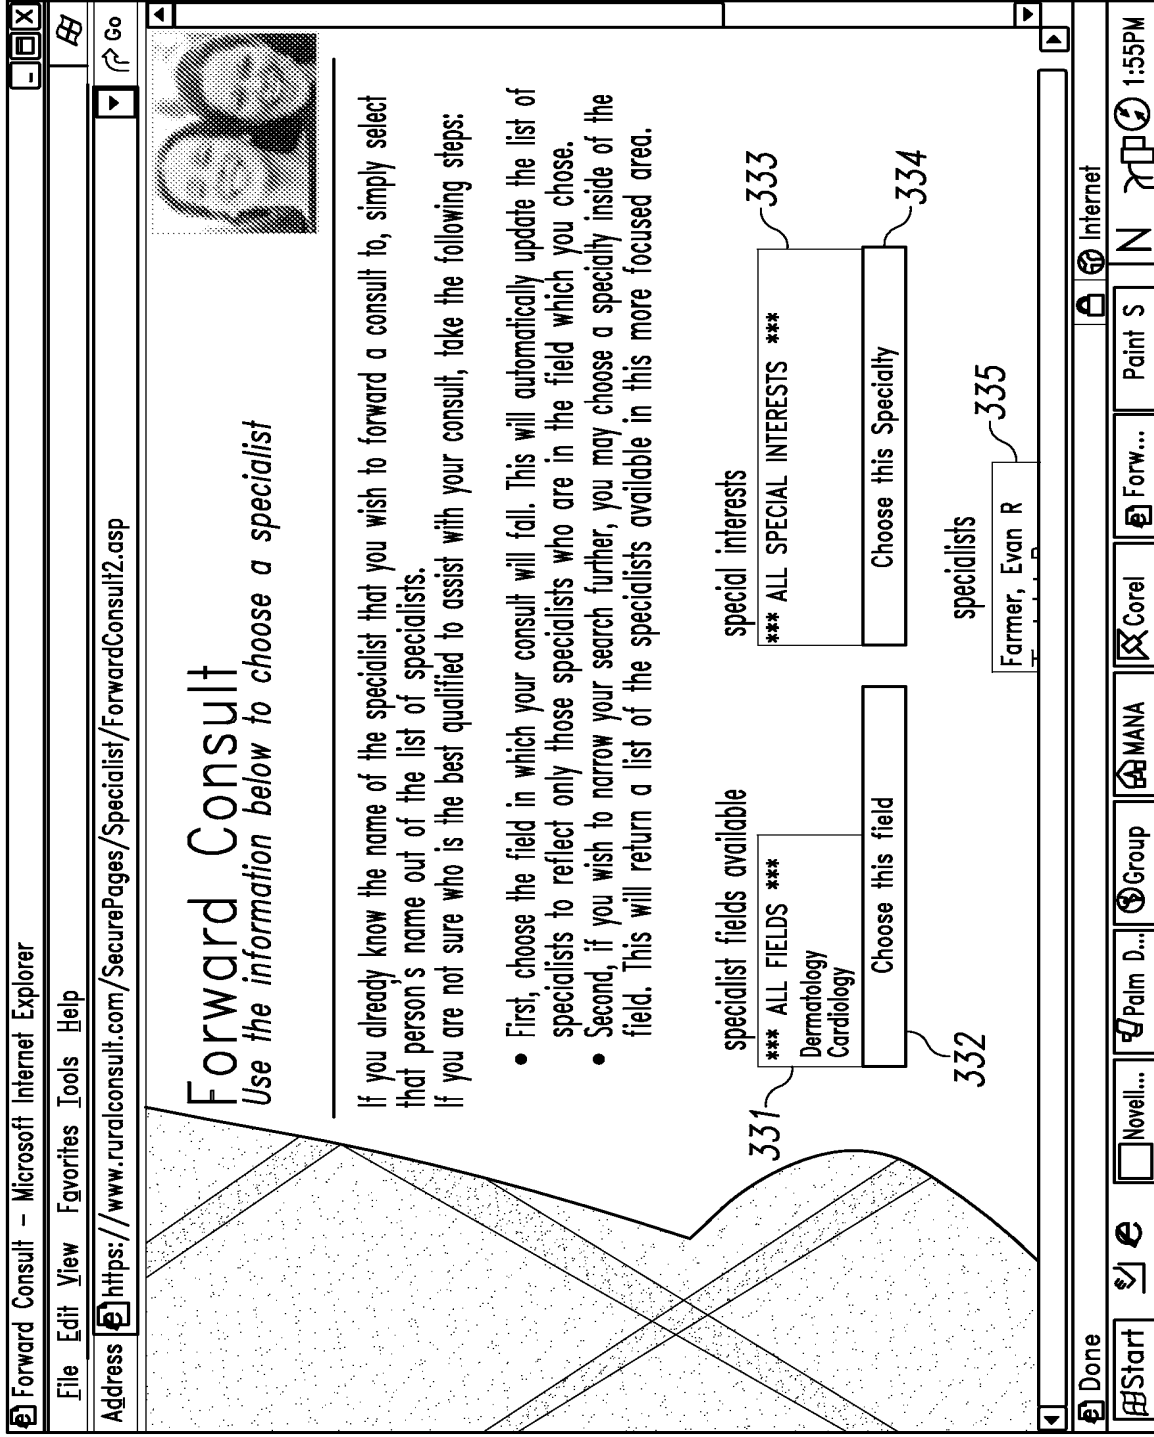 Forward Consult – Microsoft Internet Explorer
File Edit View Favorites Tools Help
Address https://www.ruralconsult.com/SecurePages/Specialist/ForwardConsult2.asp Go
Forward Consult
Use the information below to choose a specialist
If you already know the name of the specialist that you wish to forward a consult to, simply select
that person's name out of the list of specialists.
If you are not sure who is the best qualified to assist with your consult, take the following steps:
• First, choose the field in which your consult will fall. This will automatically update the list of
specialists to reflect only those specialists who are in the field which you chose.
• Second, if you wish to narrow your search further, you may choose a specially inside of the
field. This will return a list of the specialists available in this more focused area.
specialist fields available
special interests
331
*** ALL FIELDS ***
Dermatology
Cardiology
*** ALL SPECIAL INTERESTS ***
333
Choose this field
Choose this Specialty
332
334
specialists
Farmer, Evan R
335
Done
Internet
Start Novell... Palm D... Group MANA Corel Forw... Paint S N 1:55PM